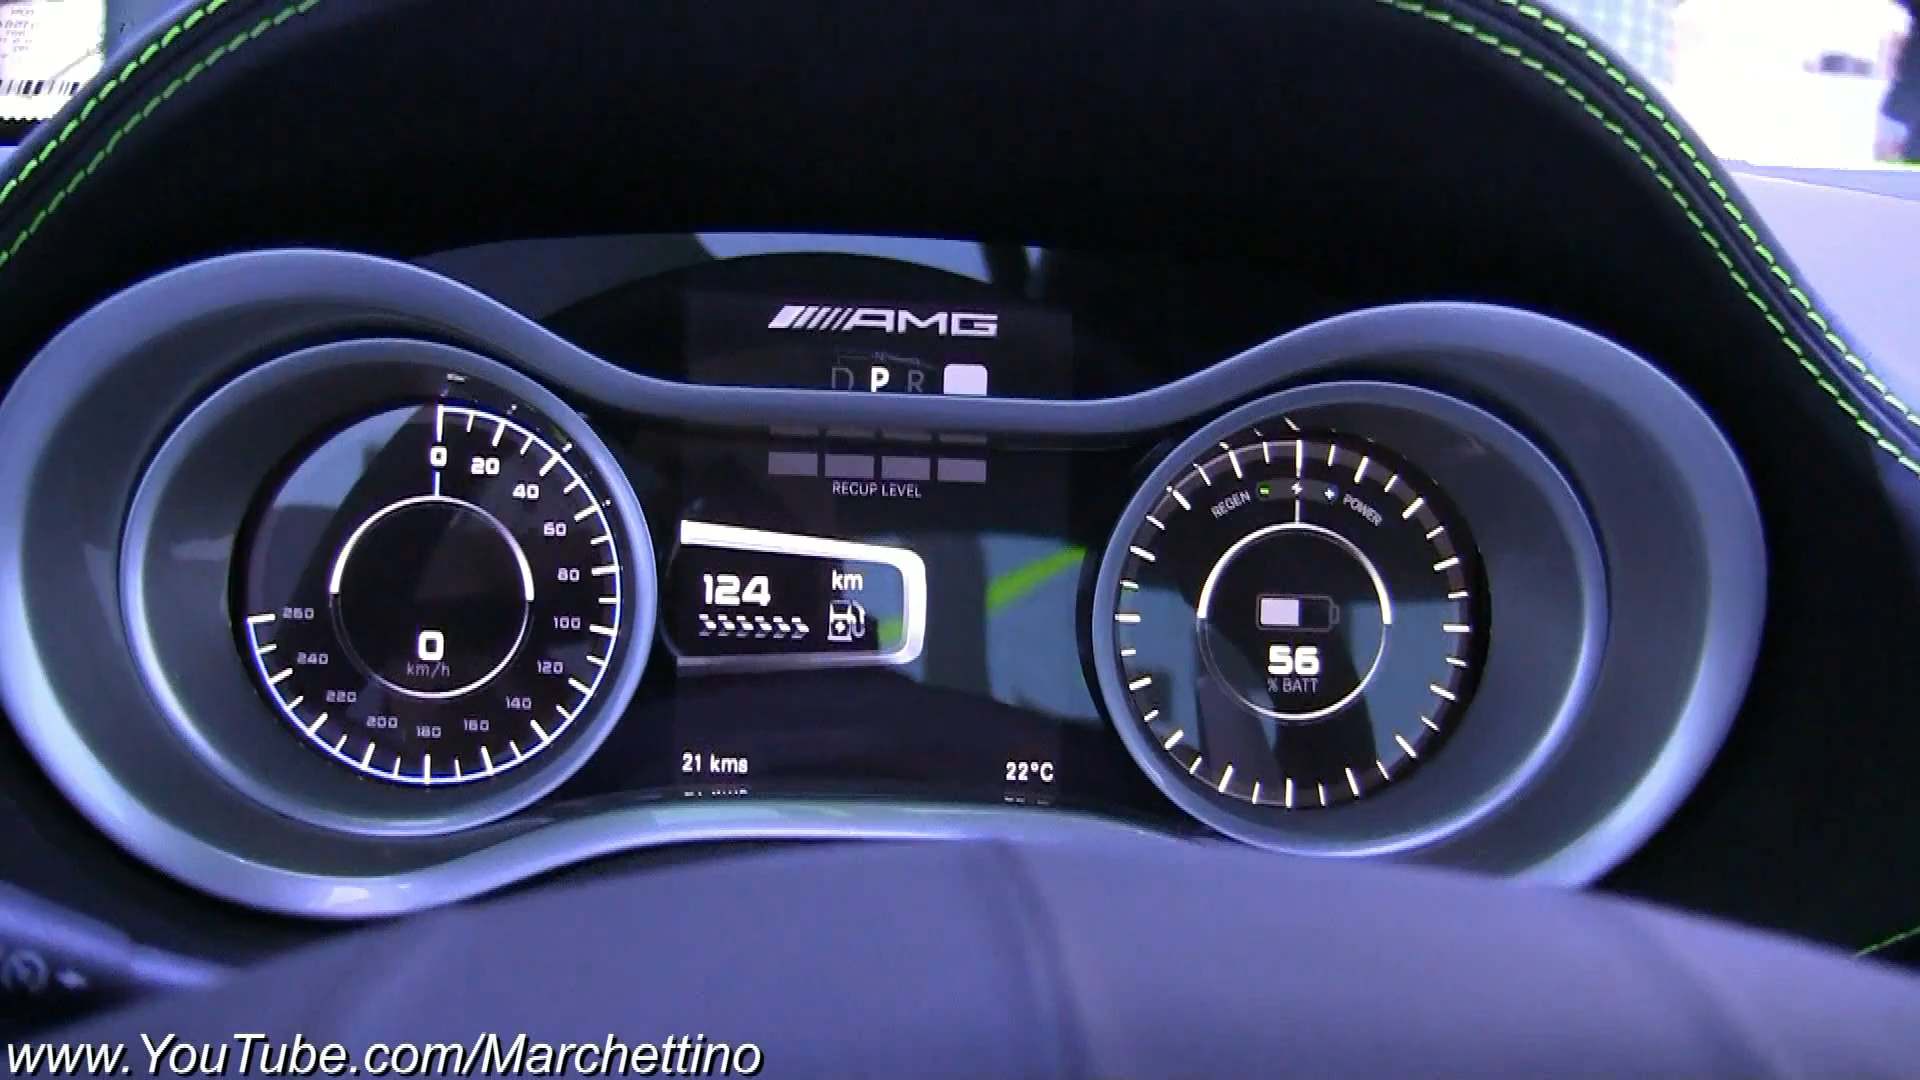 AMG
N
D P R
RECUP LEVEL
0
20
40
60
80
100
120
140
160
180
200
220
240
260
0
km/h
124 km
REGEN - + POWER
56
% BATT
21 kms
22°C
www.YouTube.com/Marchettino